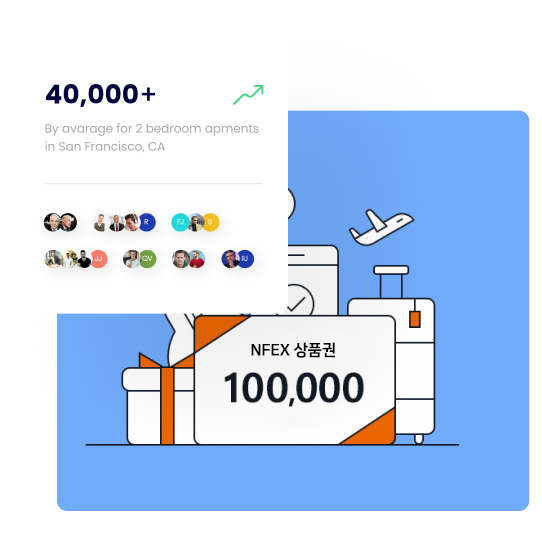 40,000+
By avarage for 2 bedroom apments
in San Francisco, CA
R
FJ
S
JJ
QV
IU
NFEX 상품권
100,000